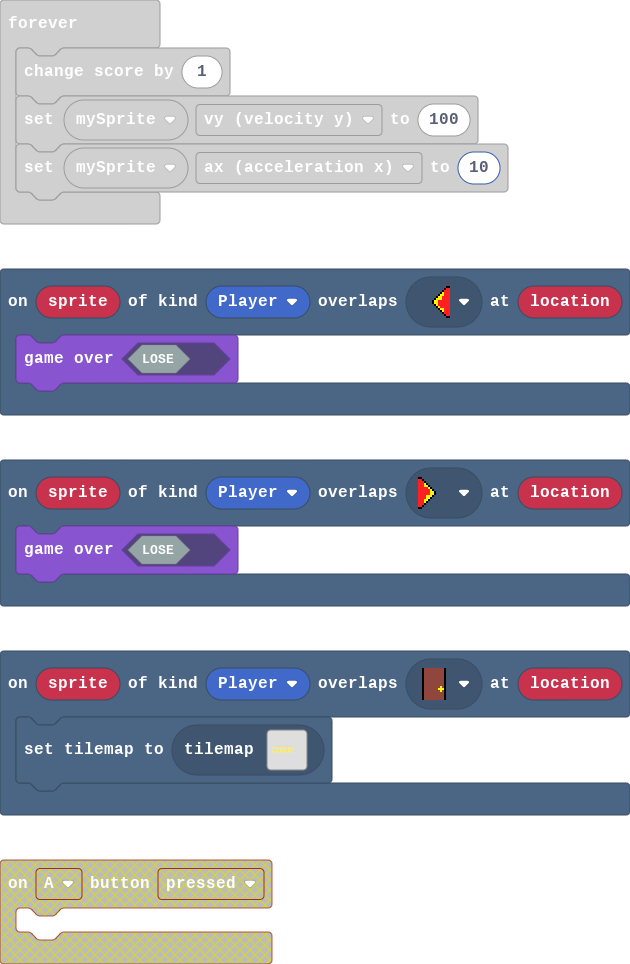 forever
change score by 1
set mySprite vy (velocity y) to 100
set mySprite ax (acceleration x) to 10
on sprite of kind Player overlaps at location
game over LOSE
on sprite of kind Player overlaps at location
game over LOSE
on sprite of kind Player overlaps at location
set tilemap to tilemap
on A button pressed